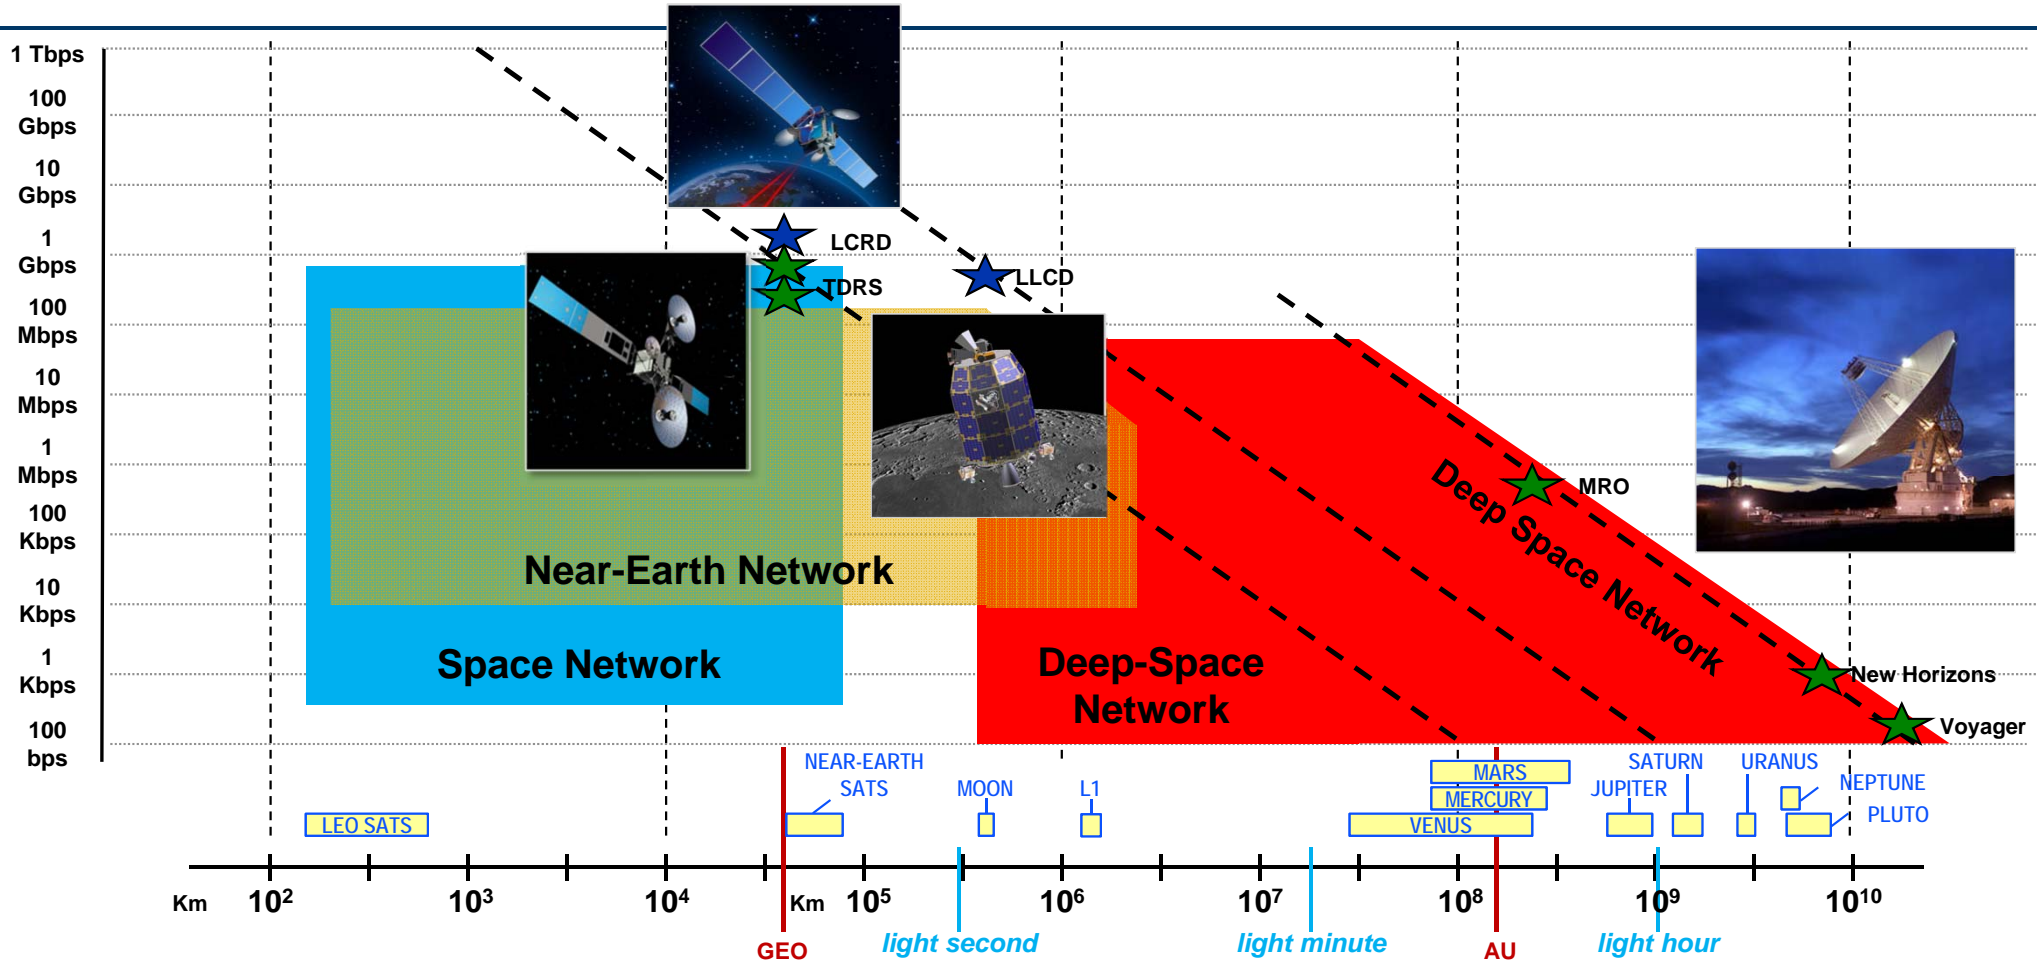 1 Tbps
100
Gbps
10
Gbps
1
Gbps
100
Mbps
10
Mbps
1
Mbps
100
Kbps
10
Kbps
1
Kbps
100
bps
LCRD
TDRS
LLCD
MRO
New Horizons
Voyager
Near-Earth Network
Space Network
Deep-Space
Network
Deep Space Network
NEAR-EARTH
SATS
LEO SATS
MOON
L1
MARS
MERCURY
VENUS
JUPITER
SATURN
URANUS
NEPTUNE
PLUTO
Km 10² 10³ 10⁴ Km 10⁵ 10⁶ 10⁷ 10⁸ 10⁹ 10¹⁰
GEO
light second
light minute
AU
light hour